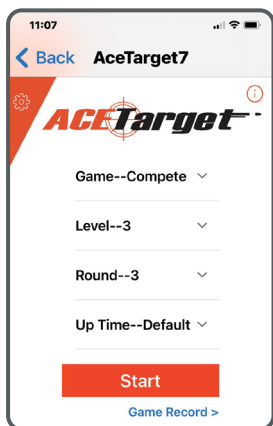 11:07
Back AceTarget7
ACETarget
Game--Compete
Level--3
Round--3
Up Time--Default
Start
Game Record >